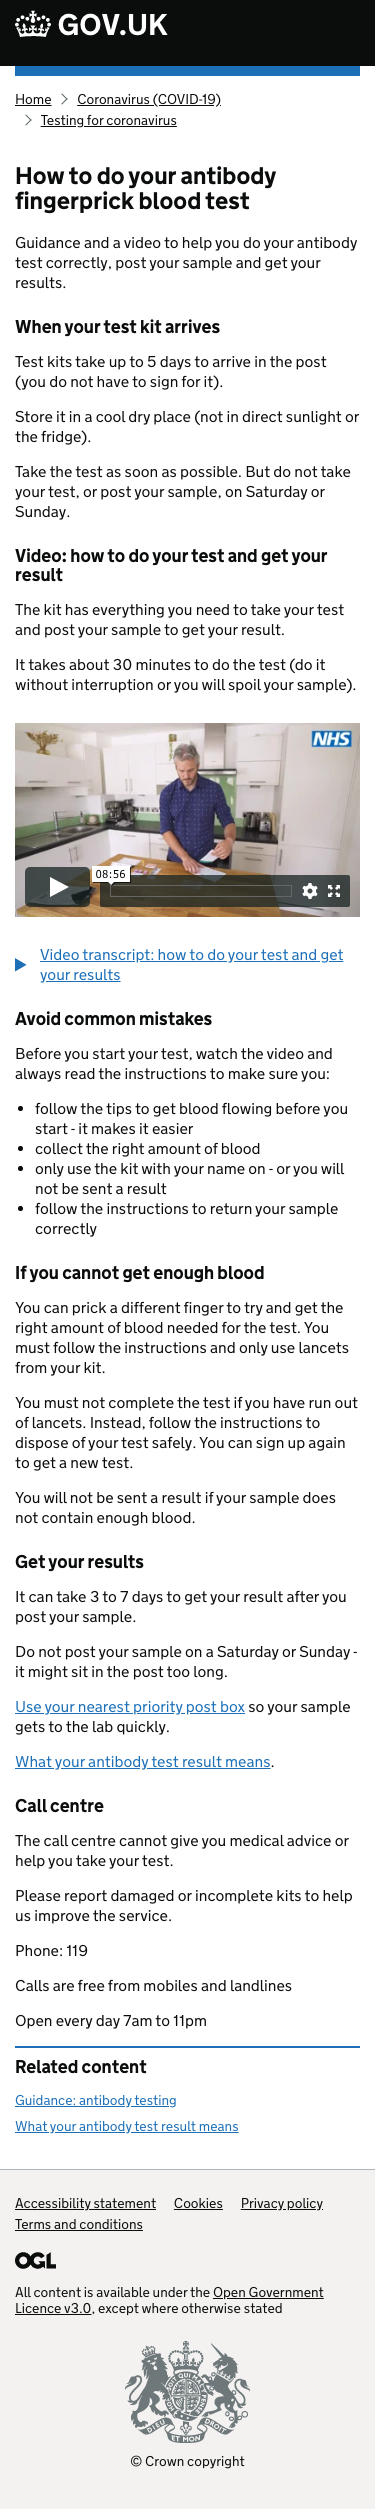 GOV.UK
Home
Coronavirus (COVID-19)
Testing for coronavirus
How to do your antibody
fingerprick blood test
Guidance and a video to help you do your antibody
test correctly, post your sample and get your
results.
When your test kit arrives
Test kits take up to 5 days to arrive in the post
(you do not have to sign for it).
Store it in a cool dry place (not in direct sunlight or
the fridge).
Take the test as soon as possible. But do not take
your test, or post your sample, on Saturday or
Sunday.
Video: how to do your test and get your
result
The kit has everything you need to take your test
and post your sample to get your result.
It takes about 30 minutes to do the test (do it
without interruption or you will spoil your sample).
NHS
08:56
Video transcript: how to do your test and get
your results
Avoid common mistakes
Before you start your test, watch the video and
always read the instructions to make sure you:
• follow the tips to get blood flowing before you
start - it makes it easier
• collect the right amount of blood
• only use the kit with your name on - or you will
not be sent a result
• follow the instructions to return your sample
correctly
If you cannot get enough blood
You can prick a different finger to try and get the
right amount of blood needed for the test. You
must follow the instructions and only use lancets
from your kit.
You must not complete the test if you have run out
of lancets. Instead, follow the instructions to
dispose of your test safely. You can sign up again
to get a new test.
You will not be sent a result if your sample does
not contain enough blood.
Get your results
It can take 3 to 7 days to get your result after you
post your sample.
Do not post your sample on a Saturday or Sunday -
it might sit in the post too long.
Use your nearest priority post box so your sample
gets to the lab quickly.
What your antibody test result means.
Call centre
The call centre cannot give you medical advice or
help you take your test.
Please report damaged or incomplete kits to help
us improve the service.
Phone: 119
Calls are free from mobiles and landlines
Open every day 7am to 11pm
Related content
Guidance: antibody testing
What your antibody test result means
Accessibility statement Cookies Privacy policy
Terms and conditions
OGL
All content is available under the Open Government
Licence v3.0, except where otherwise stated
DIEU ET MON DROIT
© Crown copyright